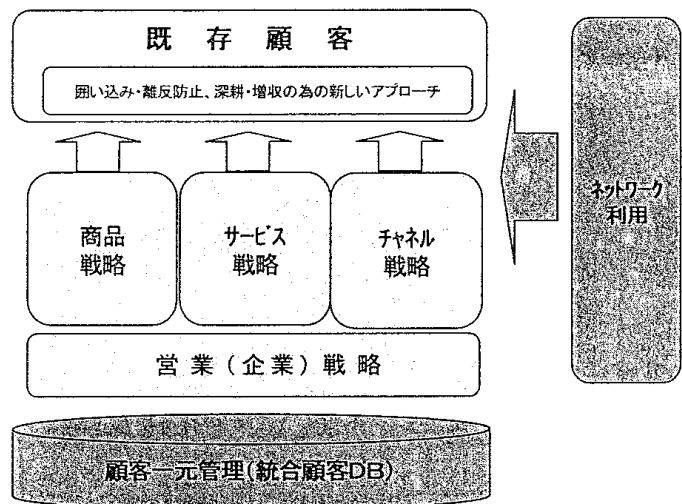 既存顧客
囲い込み・離反防止、深耕・増収の為の新しいアプローチ
商品
戦略
サービス
戦略
チャネル
戦略
ネットワーク
利用
営業(企業)戦略
顧客一元管理(統合顧客DB)